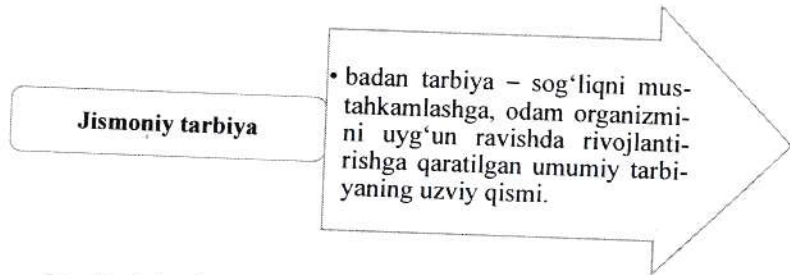 Jismoniy tarbiya
• badan tarbiya – sog‘liqni mus-
tahkamlashga, odam organizmi-
ni uyg‘un ravishda rivojlanti-
rishga qaratilgan umumiy tarbi-
yaning uzviy qismi.